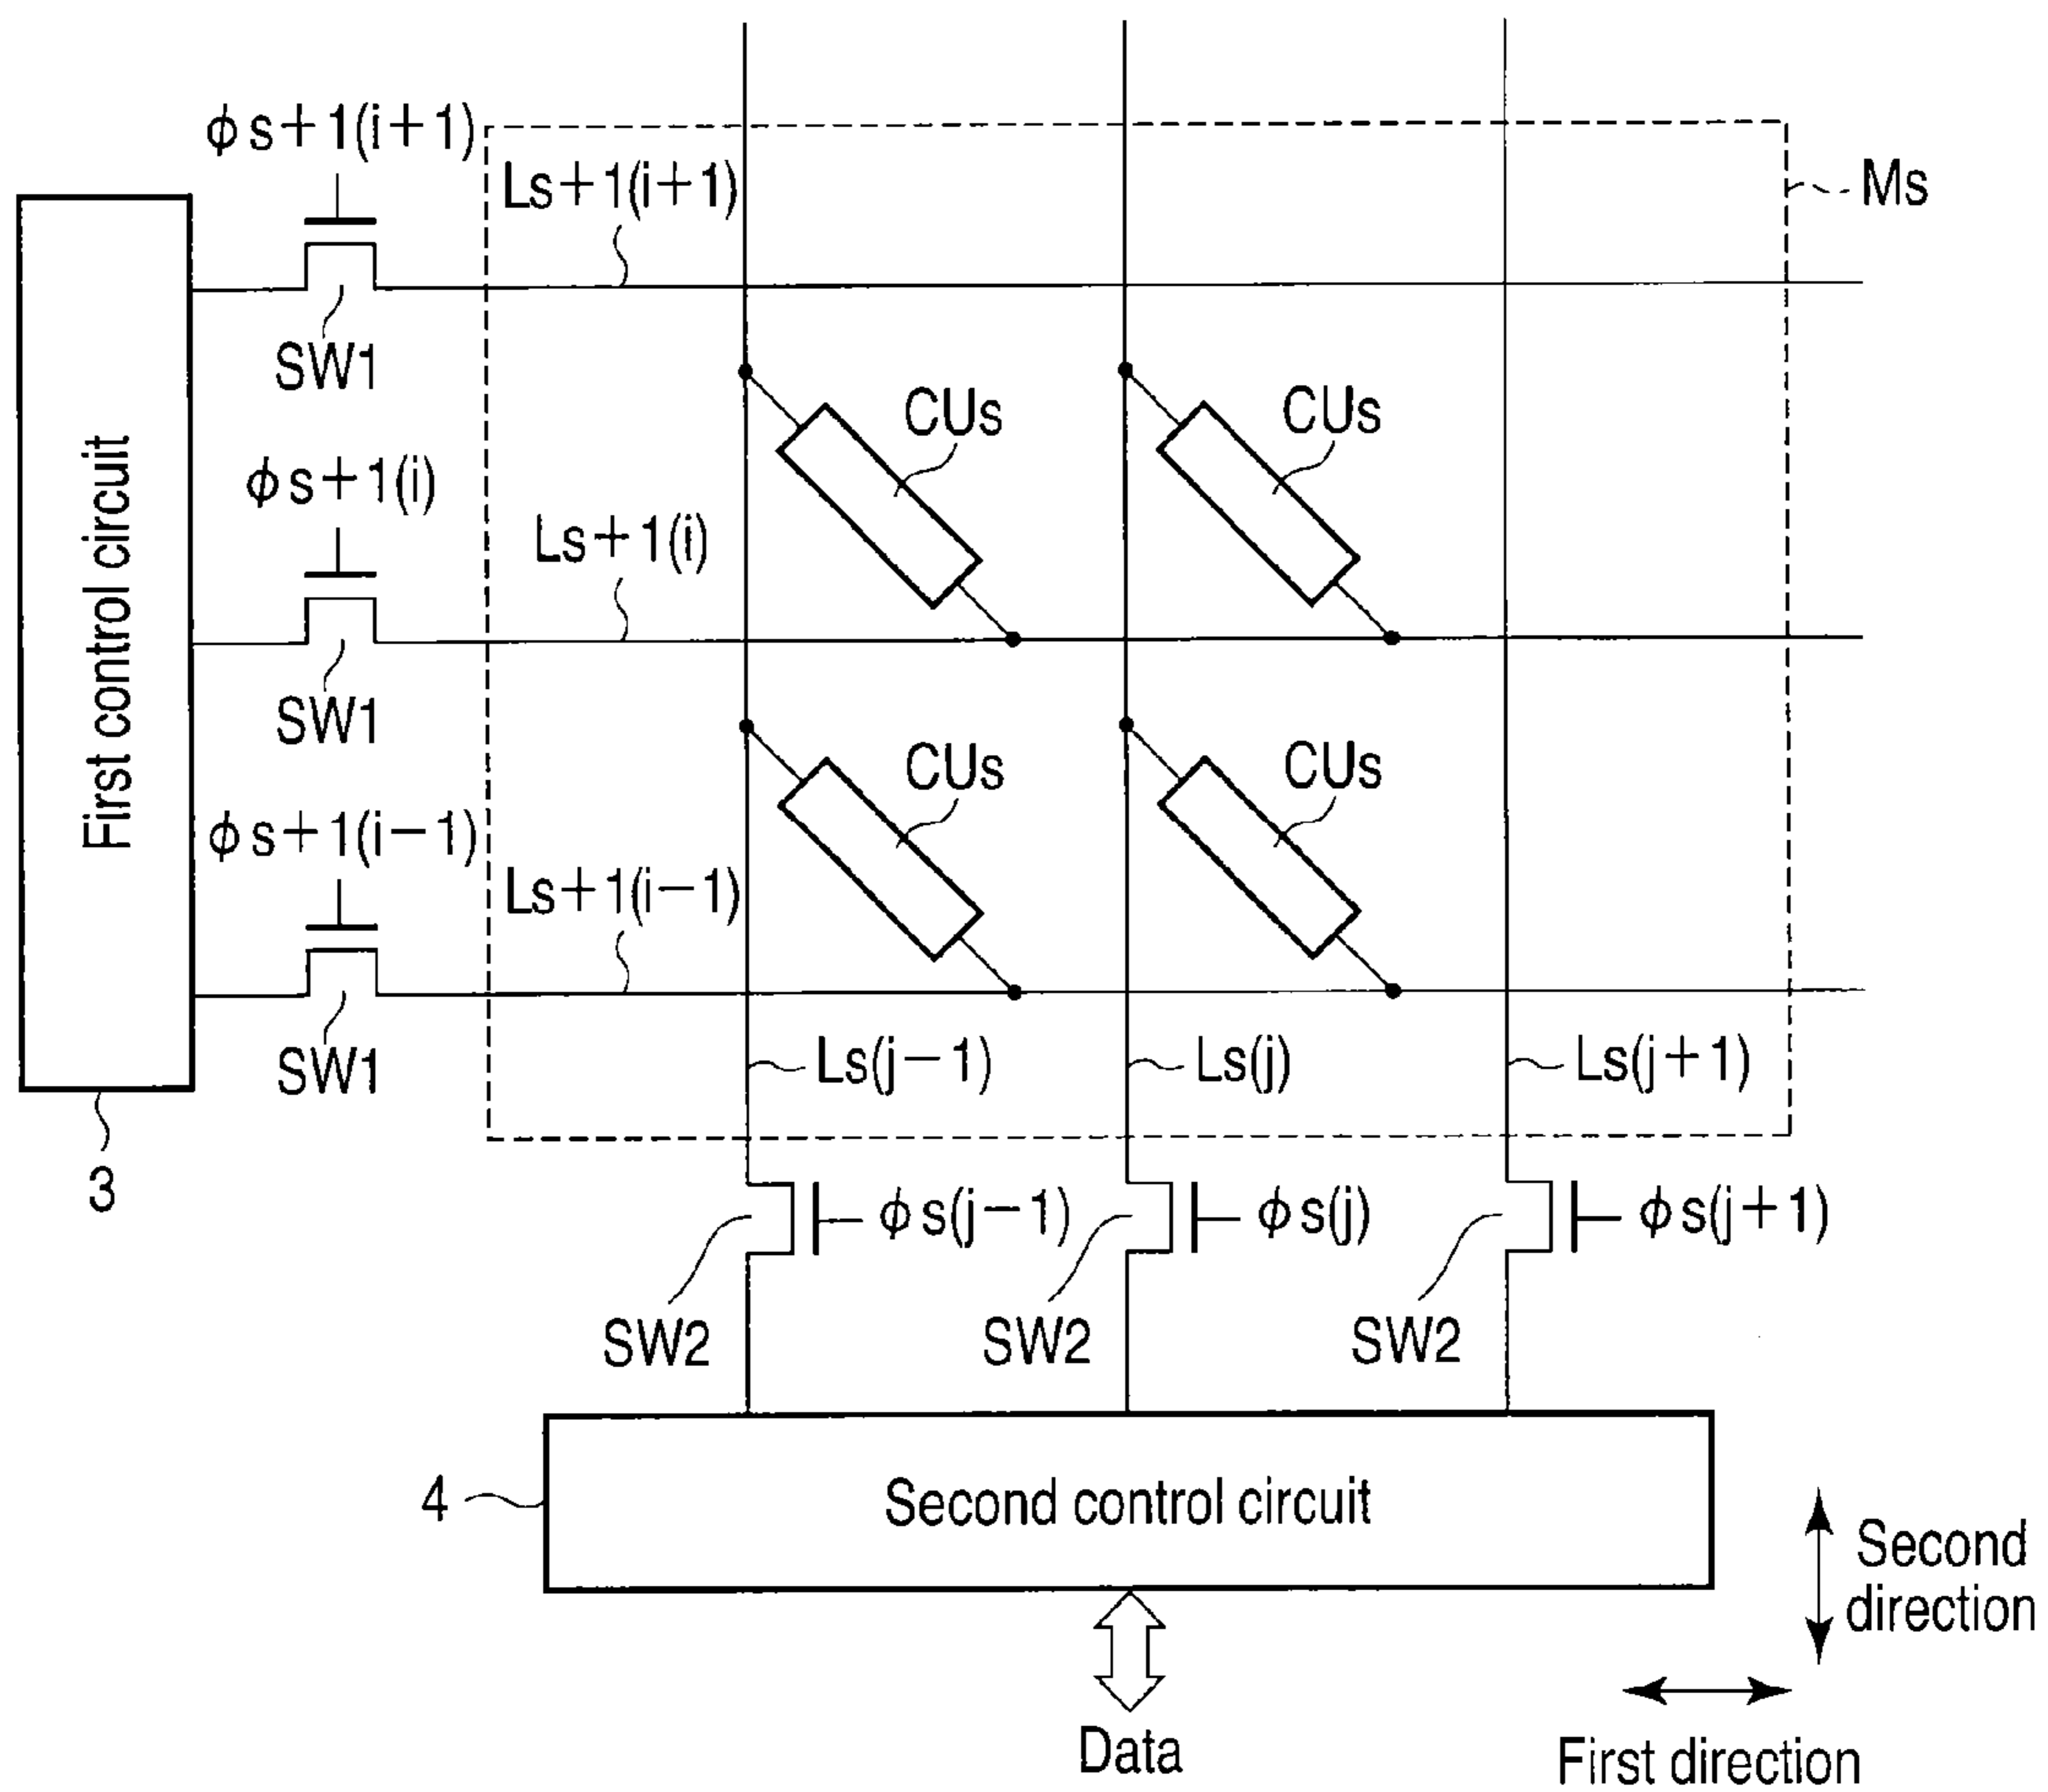 ϕs+1(i+1)
Ls+1(i+1)
Ms
SW1
CUs
CUs
First control circuit
ϕs+1(i)
Ls+1(i)
SW1
CUs
CUs
ϕs+1(i−1)
Ls+1(i−1)
SW1
Ls(j−1)
Ls(j)
Ls(j+1)
3
ϕs(j−1)
ϕs(j)
ϕs(j+1)
SW2
SW2
SW2
4
Second control circuit
Second
direction
Data
First direction